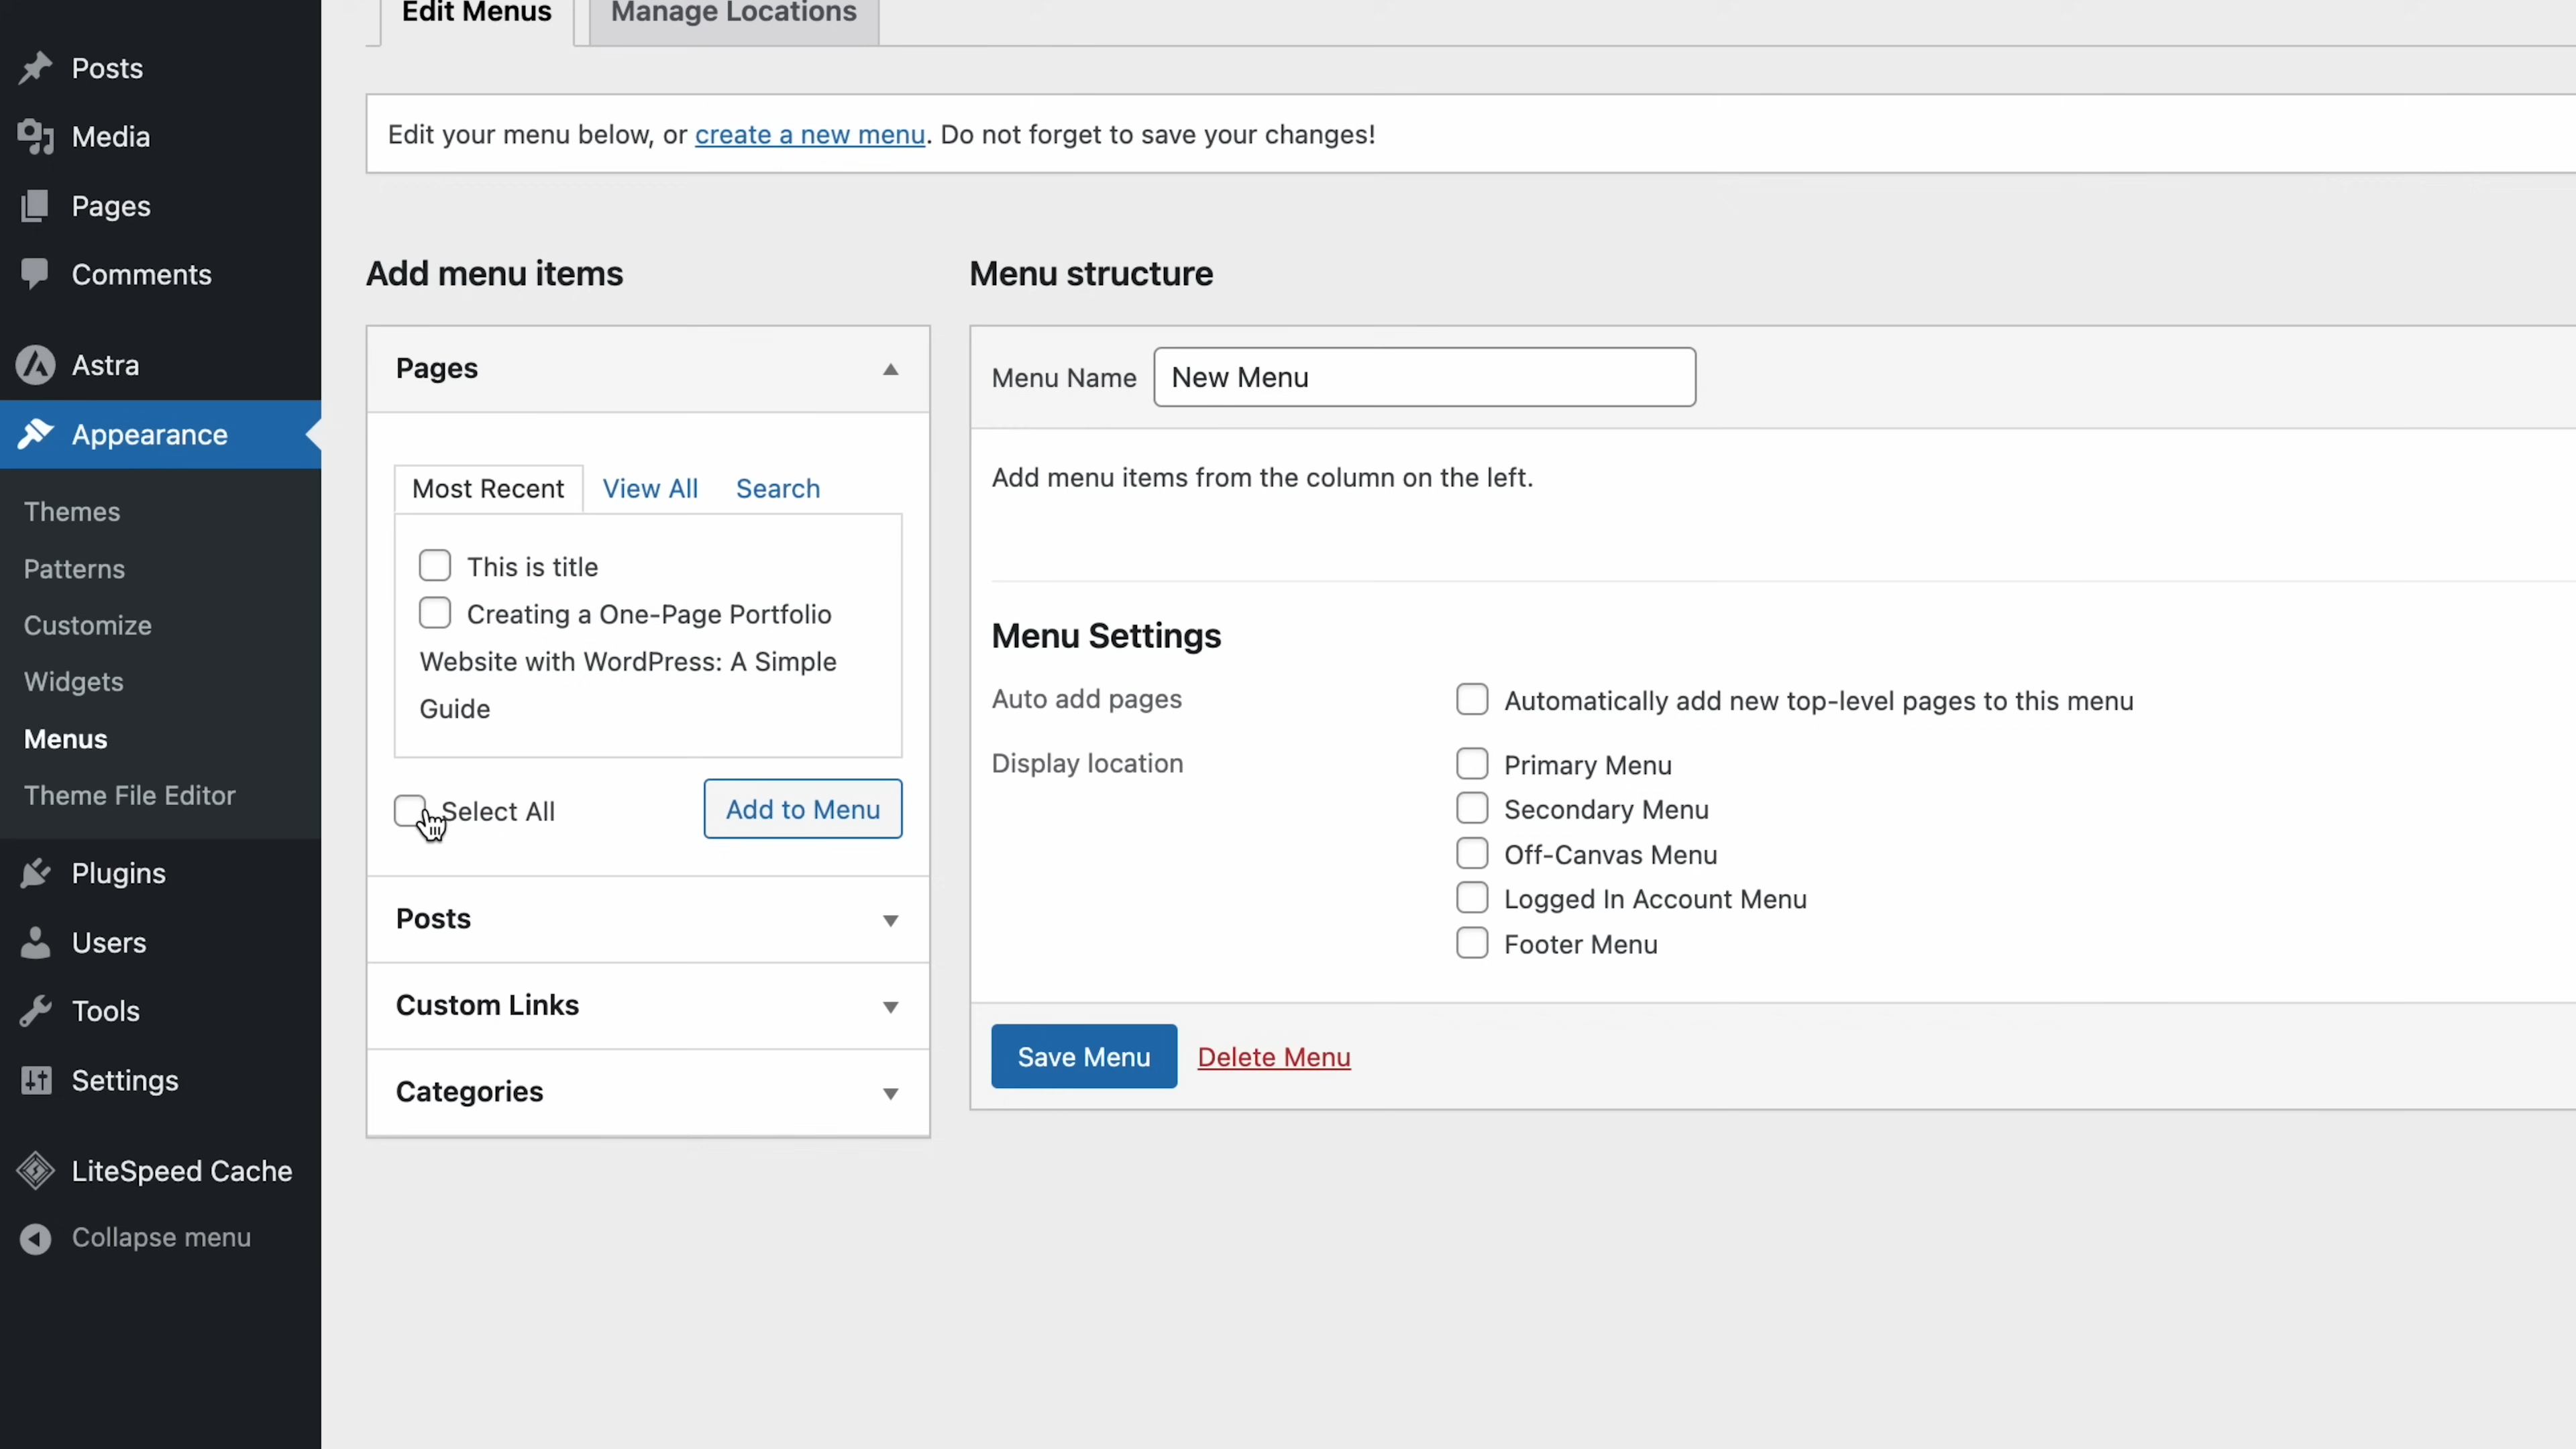 Edit Menus
Manage Locations
Posts
Media
Pages
Comments
Astra
Appearance
Themes
Patterns
Customize
Widgets
Menus
Theme File Editor
Plugins
Users
Tools
Settings
LiteSpeed Cache
Collapse menu
Edit your menu below, or create a new menu. Do not forget to save your changes!
Add menu items
Pages
Most Recent
View All
Search
This is title
Creating a One-Page Portfolio
Website with WordPress: A Simple
Guide
Select All
Add to Menu
Posts
Custom Links
Categories
Menu structure
Menu Name
New Menu
Add menu items from the column on the left.
Menu Settings
Auto add pages
Automatically add new top-level pages to this menu
Display location
Primary Menu
Secondary Menu
Off-Canvas Menu
Logged In Account Menu
Footer Menu
Save Menu
Delete Menu